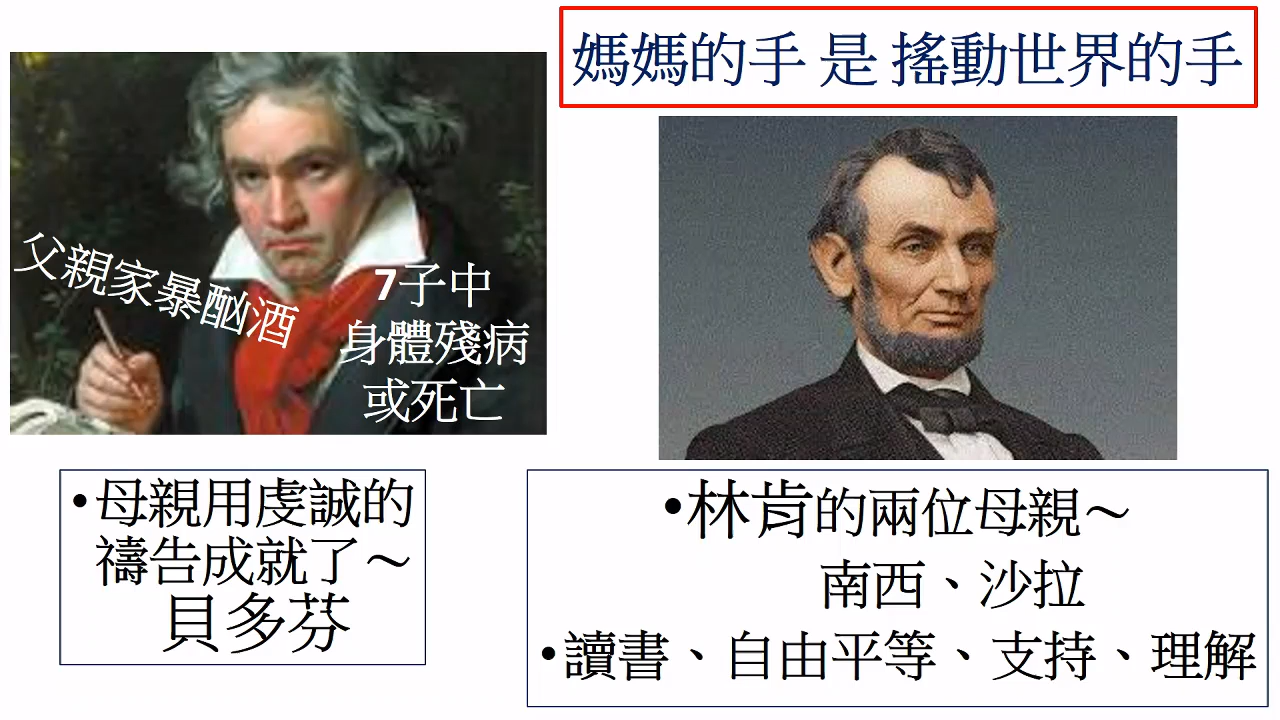 媽媽的手 是 搖動世界的手
父親家暴酗酒
7子中
身體殘病
或死亡
•母親用虔誠的
禱告成就了～
貝多芬
•林肯的兩位母親～
南西、沙拉
•讀書、自由平等、支持、理解